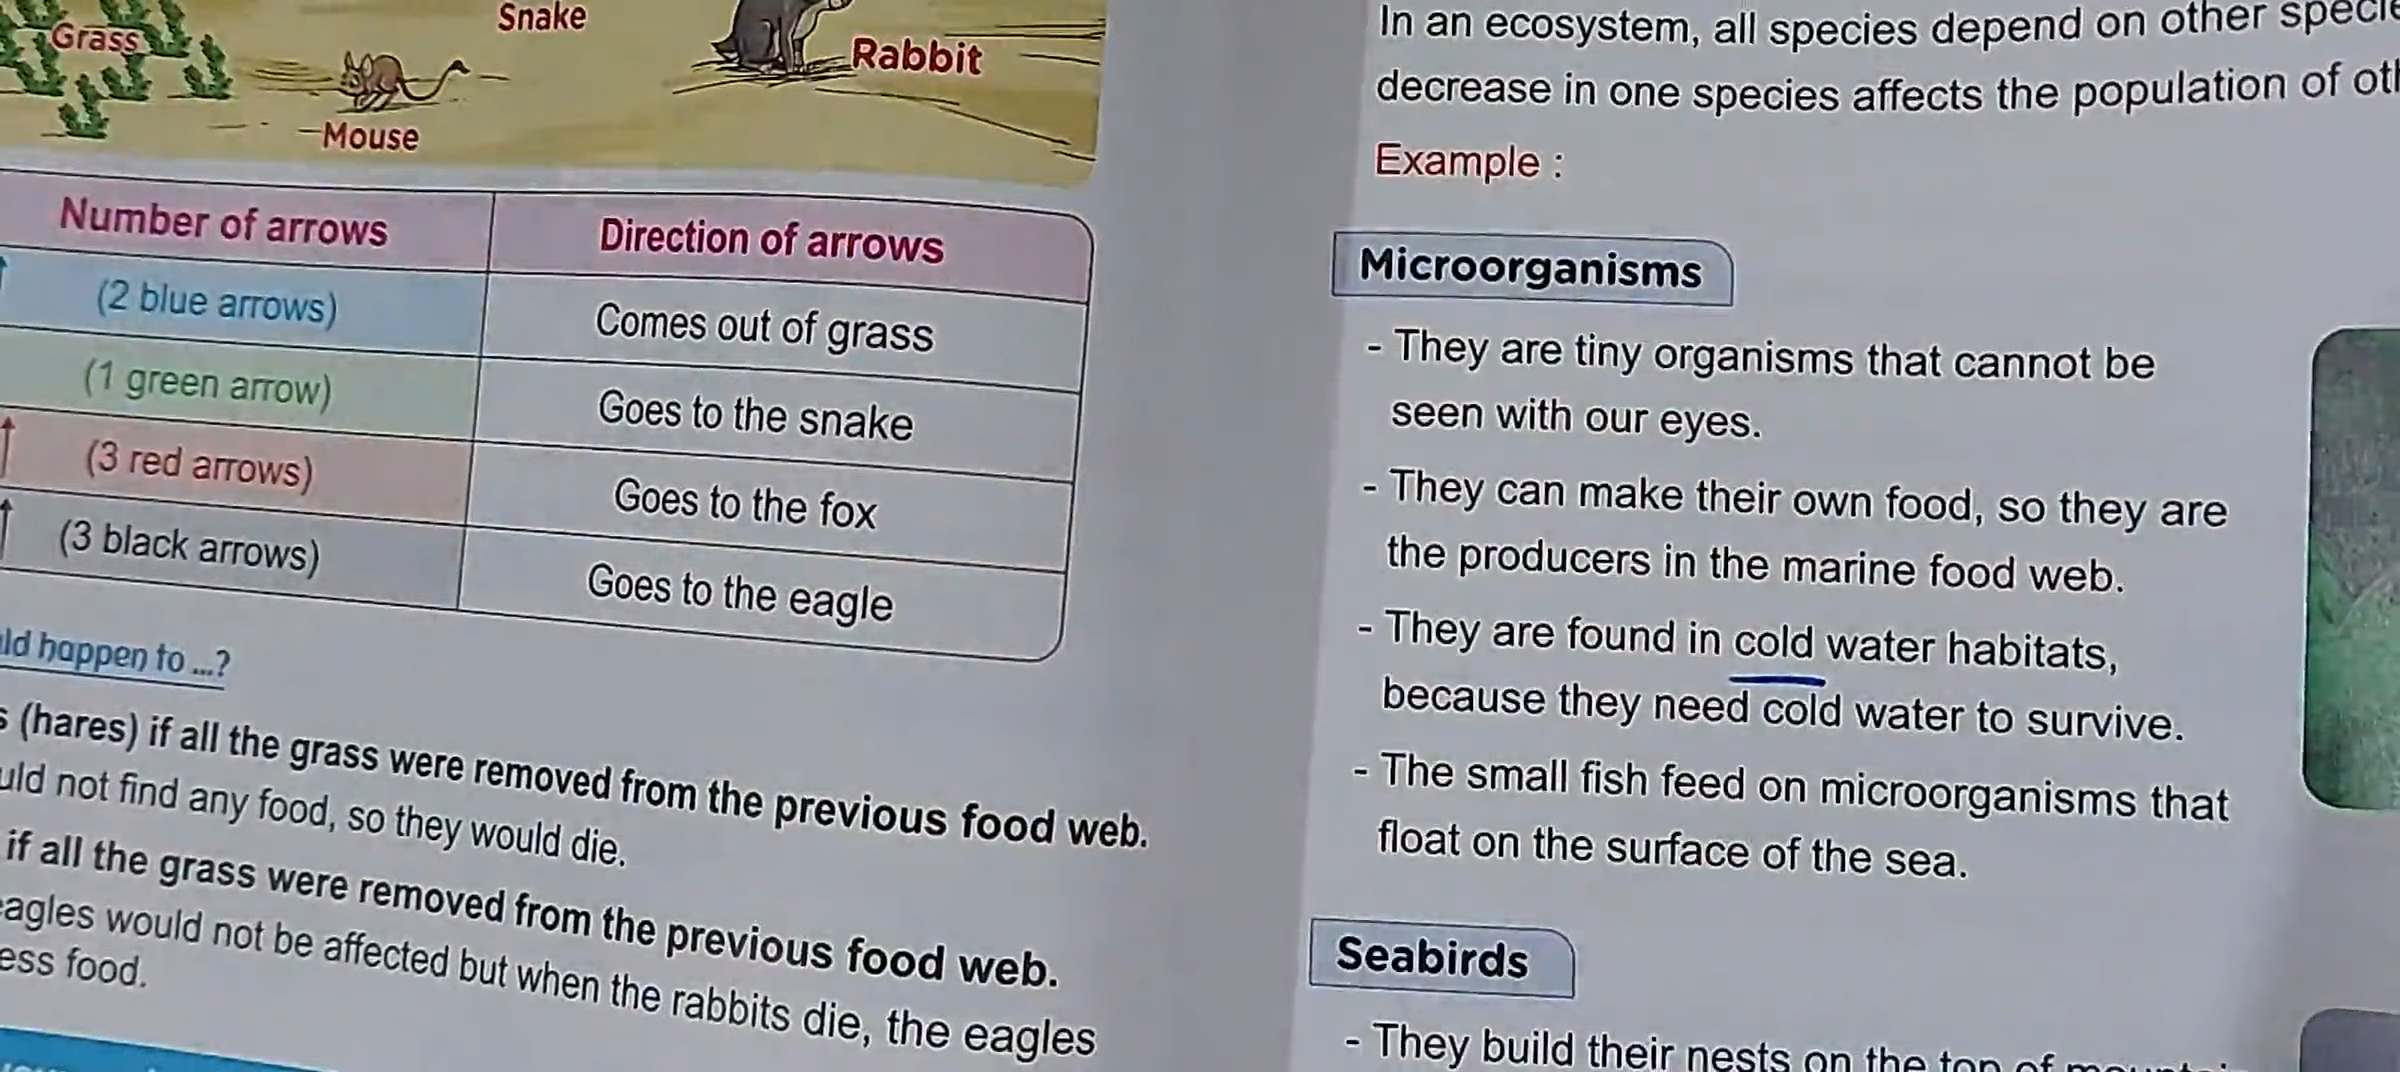 Grass
Snake
Mouse
Rabbit
Number of arrows
Direction of arrows
(2 blue arrows)
Comes out of grass
(1 green arrow)
Goes to the snake
(3 red arrows)
Goes to the fox
(3 black arrows)
Goes to the eagle
happen to ...?
(hares) if all the grass were removed from the previous food web.
not find any food, so they would die.
if all the grass were removed from the previous food web.
would not be affected but when the rabbits die, the eagles
food.
In an ecosystem, all species depend on other
decrease in one species affects the population of
Example :
Microorganisms
- They are tiny organisms that cannot be
seen with our eyes.
- They can make their own food, so they are
the producers in the marine food web.
- They are found in cold water habitats,
because they need cold water to survive.
- The small fish feed on microorganisms that
float on the surface of the sea.
Seabirds
- They build their nests on the top of